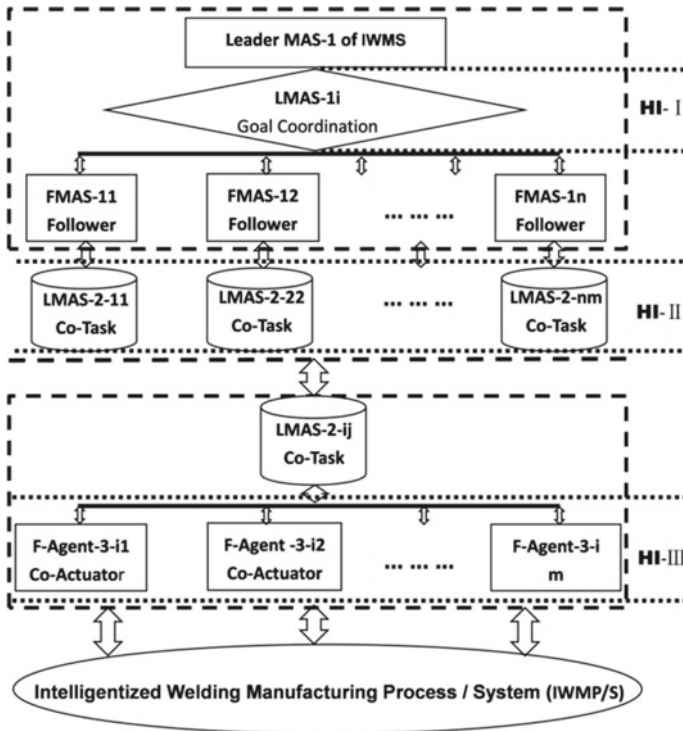 Leader MAS-1 of IWMS
LMAS-1i
Goal Coordination
HI- Ⅰ
FMAS-11
Follower
FMAS-12
Follower
... ... ...
FMAS-1n
Follower
LMAS-2-11
Co-Task
LMAS-2-22
Co-Task
... ... ...
LMAS-2-nm
Co-Task
HI- Ⅱ
LMAS-2-ij
Co-Task
F-Agent-3-i1
Co-Actuator
F-Agent -3-i2
Co-Actuator
... ... ...
F-Agent-3-i
m
HI-Ⅲ
Intelligentized Welding Manufacturing Process / System (IWMP/S)